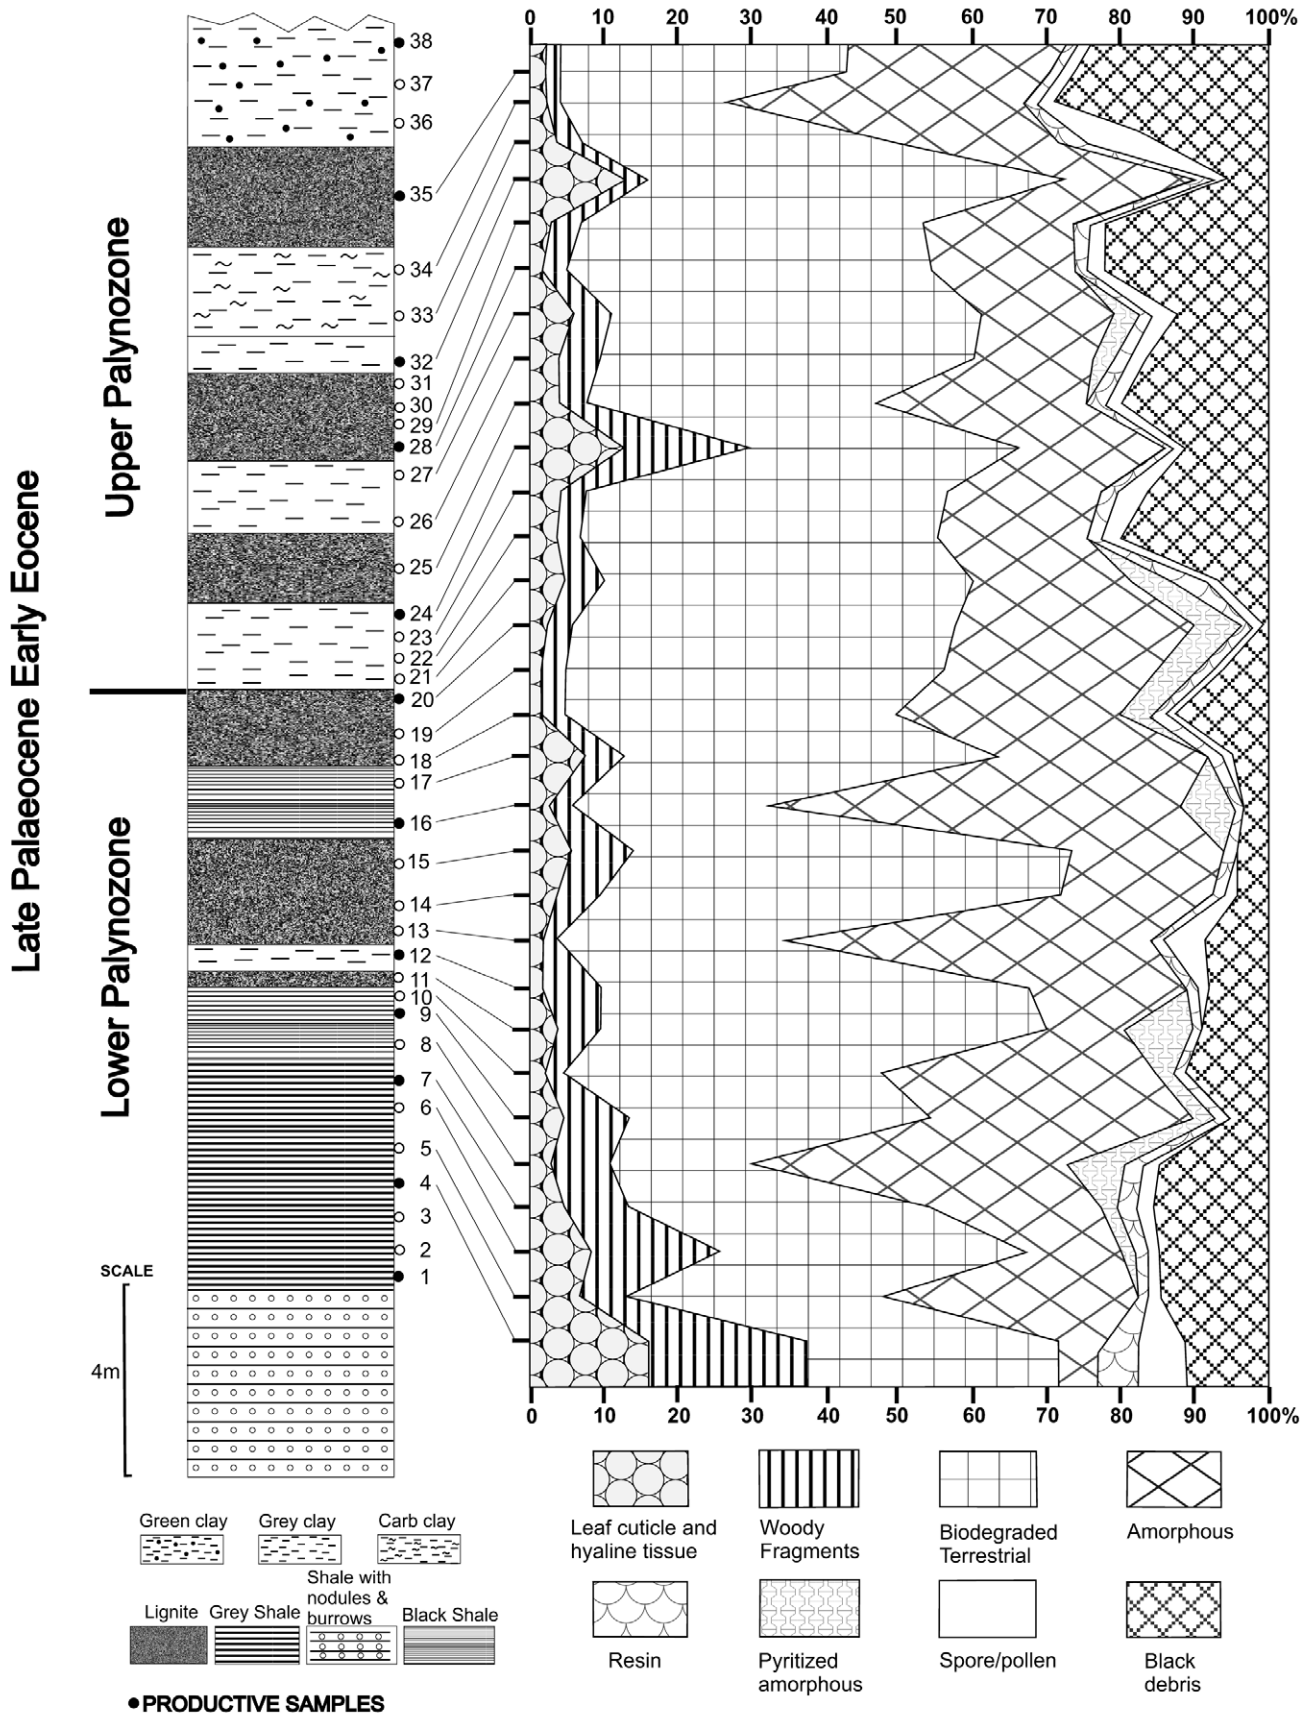 0 10 20 30 40 50 60 70 80 90 100%
38
37
36
35
34
33
32
31
30
29
28
27
26
25
24
23
22
21
20
19
18
17
16
15
14
13
12
11
10
9
8
7
6
5
4
3
2
1
Late Palaeocene Early Eocene
Upper Palynozone
Lower Palynozone
SCALE
4m
0 10 20 30 40 50 60 70 80 90 100%
Green clay Grey clay Carb clay
Lignite Grey Shale
Shale with
nodules &
burrows
Black Shale
PRODUCTIVE SAMPLES
Leaf cuticle and
hyaline tissue
Woody
Fragments
Biodegraded
Terrestrial
Amorphous
Resin
Pyritized
amorphous
Spore/pollen
Black
debris